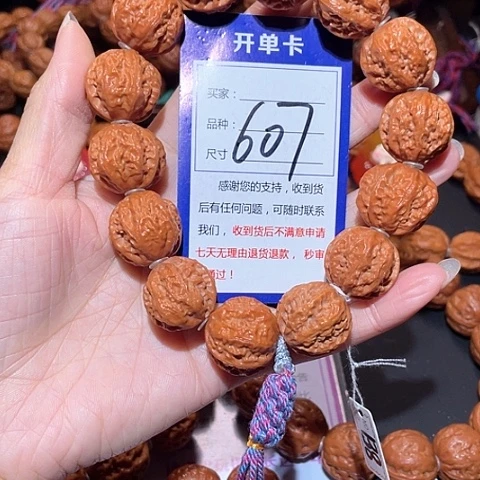 开单卡
买家:
品种:
尺寸
607
感谢您的支持，收到货
后有任何问题，可随时联系
我们，收到货后不满意申请
七天无理由退货退款，秒审
通过！